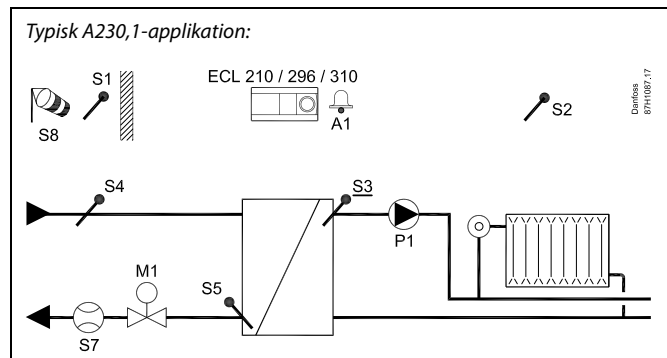 Typisk A230,1-applikation:
S1
ECL 210 / 296 / 310
S8
A1
S2
Danfoss
87H1087.17
S4
S3
P1
M1
S5
S7